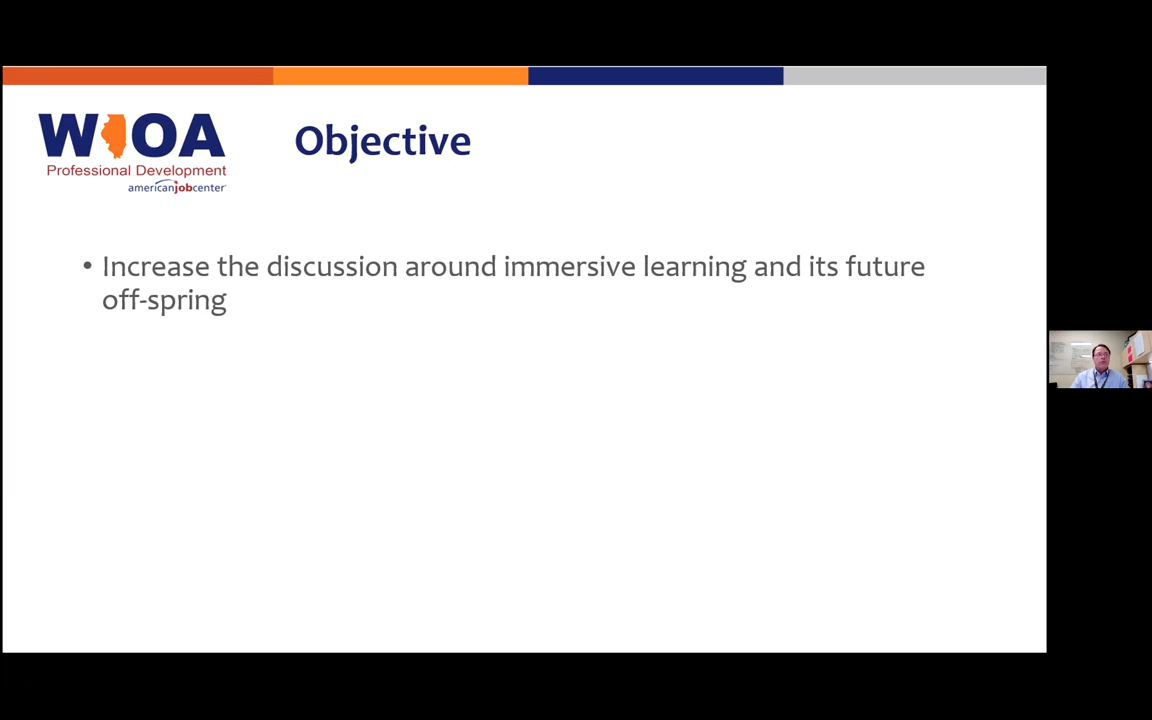 WIOA
Professional Development
americanjobcenter
Objective
• Increase the discussion around immersive learning and its future
off-spring